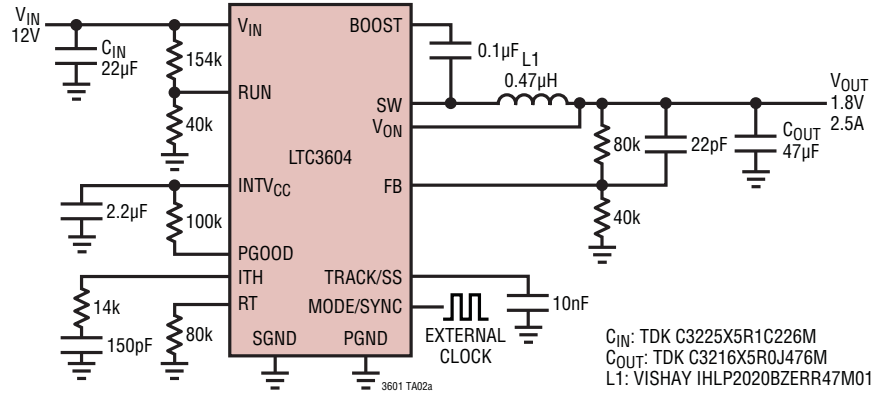 VIN
12V
CIN
22µF
154k
40k
VIN
RUN
BOOST
0.1µF
L1
0.47µH
SW
VON
VOUT
1.8V
2.5A
80k
22pF
COUT
47µF
LTC3604
INTVCC
FB
2.2µF
100k
40k
PGOOD
ITH
TRACK/SS
14k
RT
MODE/SYNC
10nF
150pF
80k
SGND
PGND
EXTERNAL
CLOCK
3601 TA02a
CIN: TDK C3225X5R1C226M
COUT: TDK C3216X5R0J476M
L1: VISHAY IHLP2020BZERR47M01